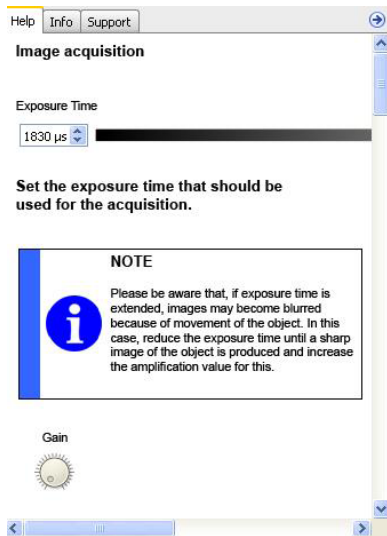 Help Info Support
Image acquisition
Exposure Time
1830 µs
Set the exposure time that should be
used for the acquisition.
NOTE
Please be aware that, if exposure time is
extended, images may become blurred
because of movement of the object. In this
case, reduce the exposure time until a sharp
image of the object is produced and increase
the amplification value for this.
Gain